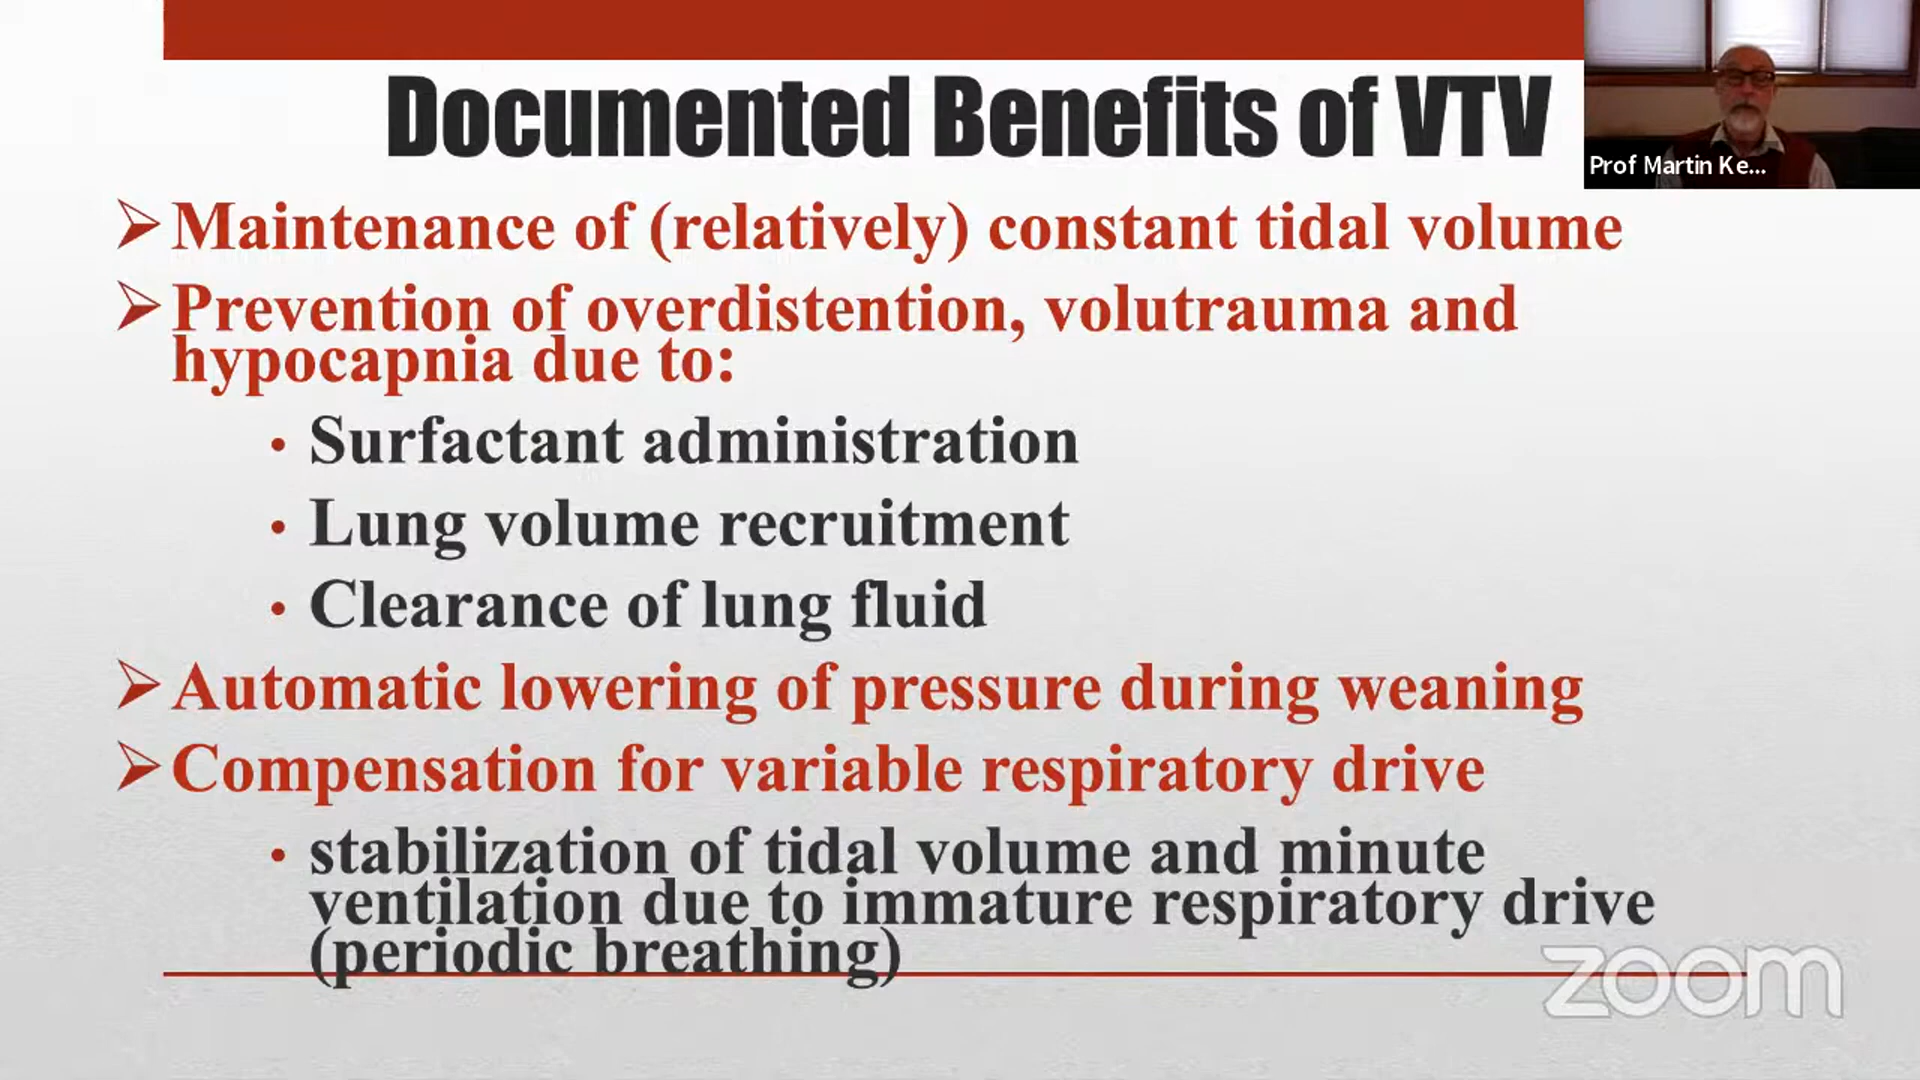 Documented Benefits of VTV
Prof Martin Ke...
Maintenance of (relatively) constant tidal volume
Prevention of overdistention, volutrauma and
hypocapnia due to:
Surfactant administration
Lung volume recruitment
Clearance of lung fluid
Automatic lowering of pressure during weaning
Compensation for variable respiratory drive
stabilization of tidal volume and minute
ventilation due to immature respiratory drive
(periodic breathing)
zoom